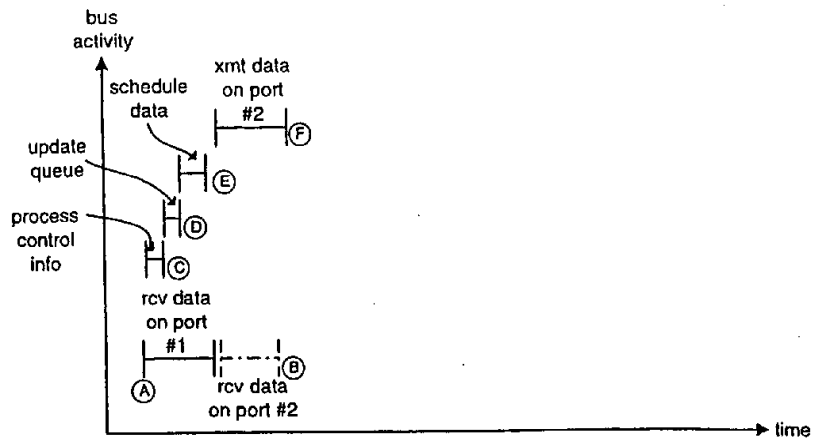 bus
activity
xmt data
on port
#2
schedule
data
F
update
queue
E
process
control
info
D
C
rcv data
on port
#1
A
B
rcv data
on port #2
time